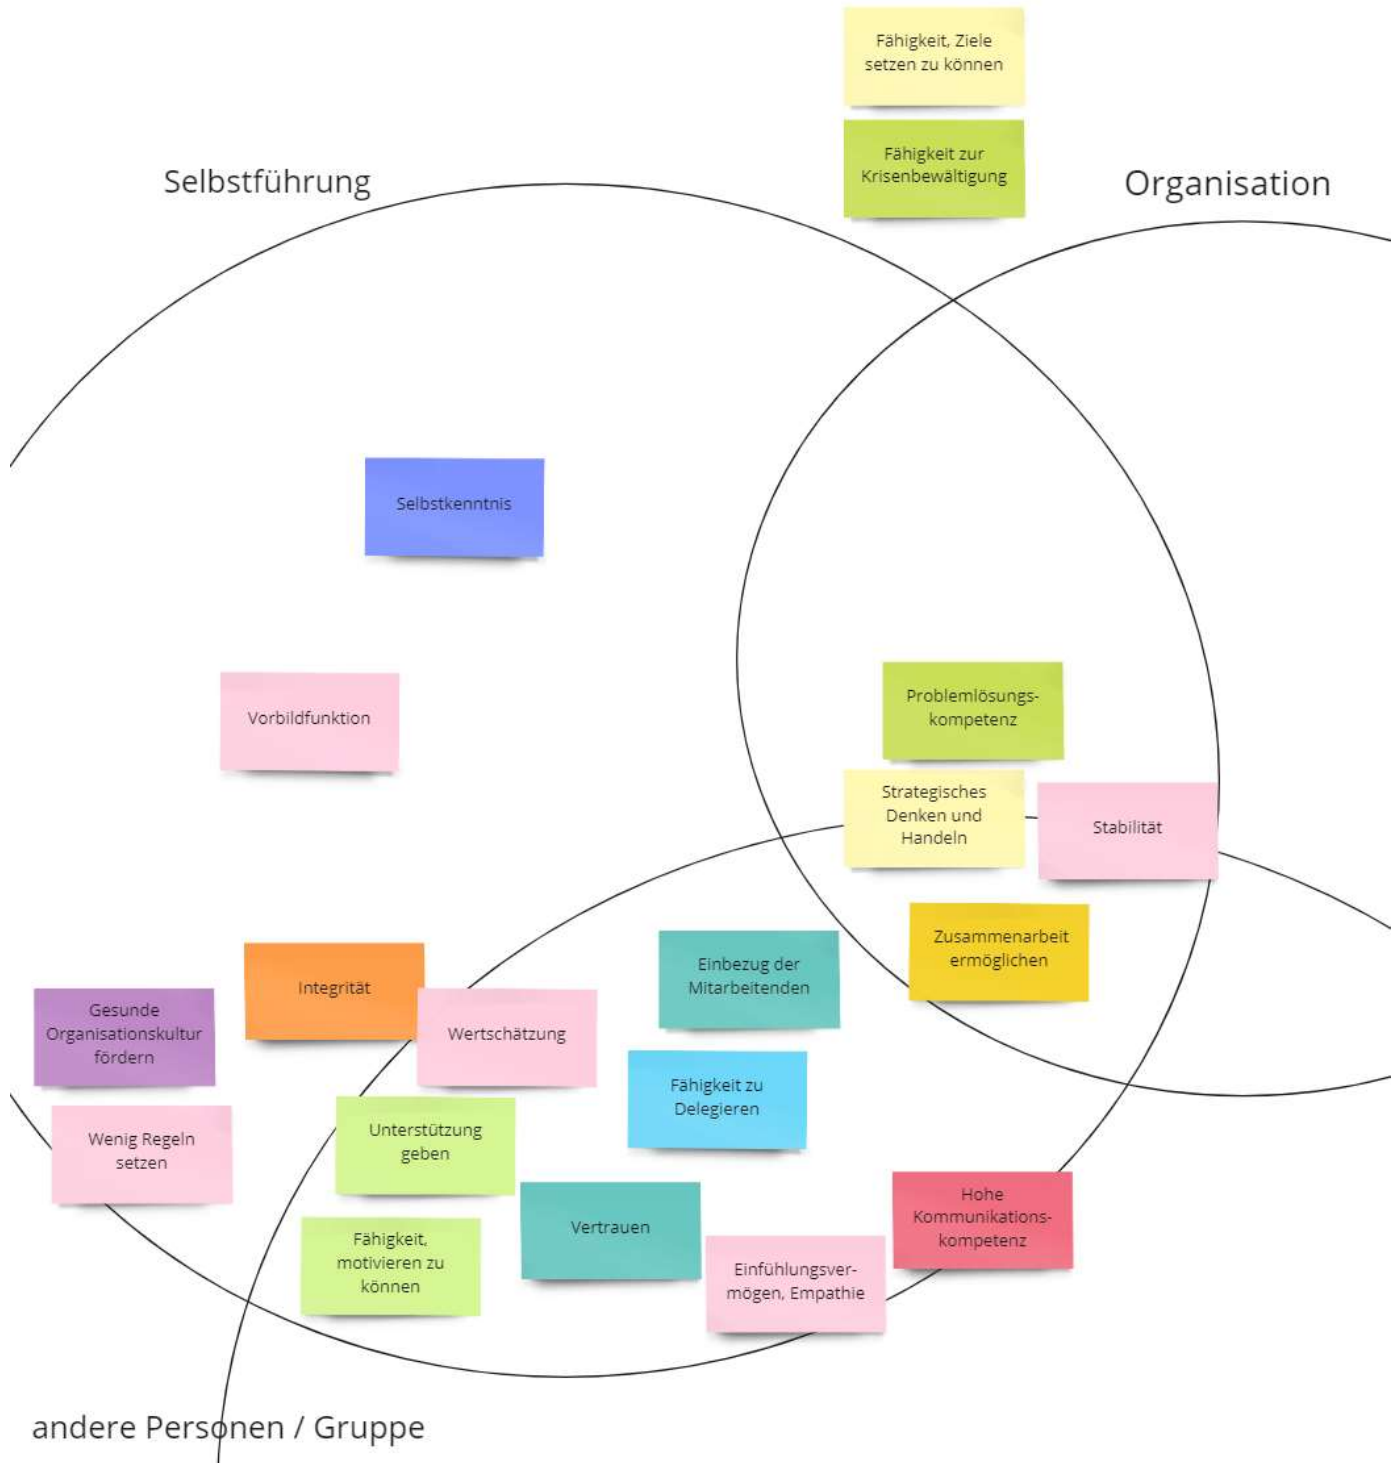 Fähigkeit, Ziele
setzen zu können
Fähigkeit zur
Krisenbewältigung
Selbstführung
Organisation
Selbstkenntnis
Vorbildfunktion
Problemlösungs-
kompetenz
Strategisches
Denken und
Handeln
Stabilität
Zusammenarbeit
ermöglichen
Einbezug der
Mitarbeitenden
Integrität
Gesunde
Organisationskultur
fördern
Wertschätzung
Fähigkeit zu
Delegieren
Wenig Regeln
setzen
Unterstützung
geben
Vertrauen
Hohe
Kommunikations-
kompetenz
Fähigkeit,
motivieren zu
können
Einfühlungsver-
mögen, Empathie
andere Personen / Gruppe